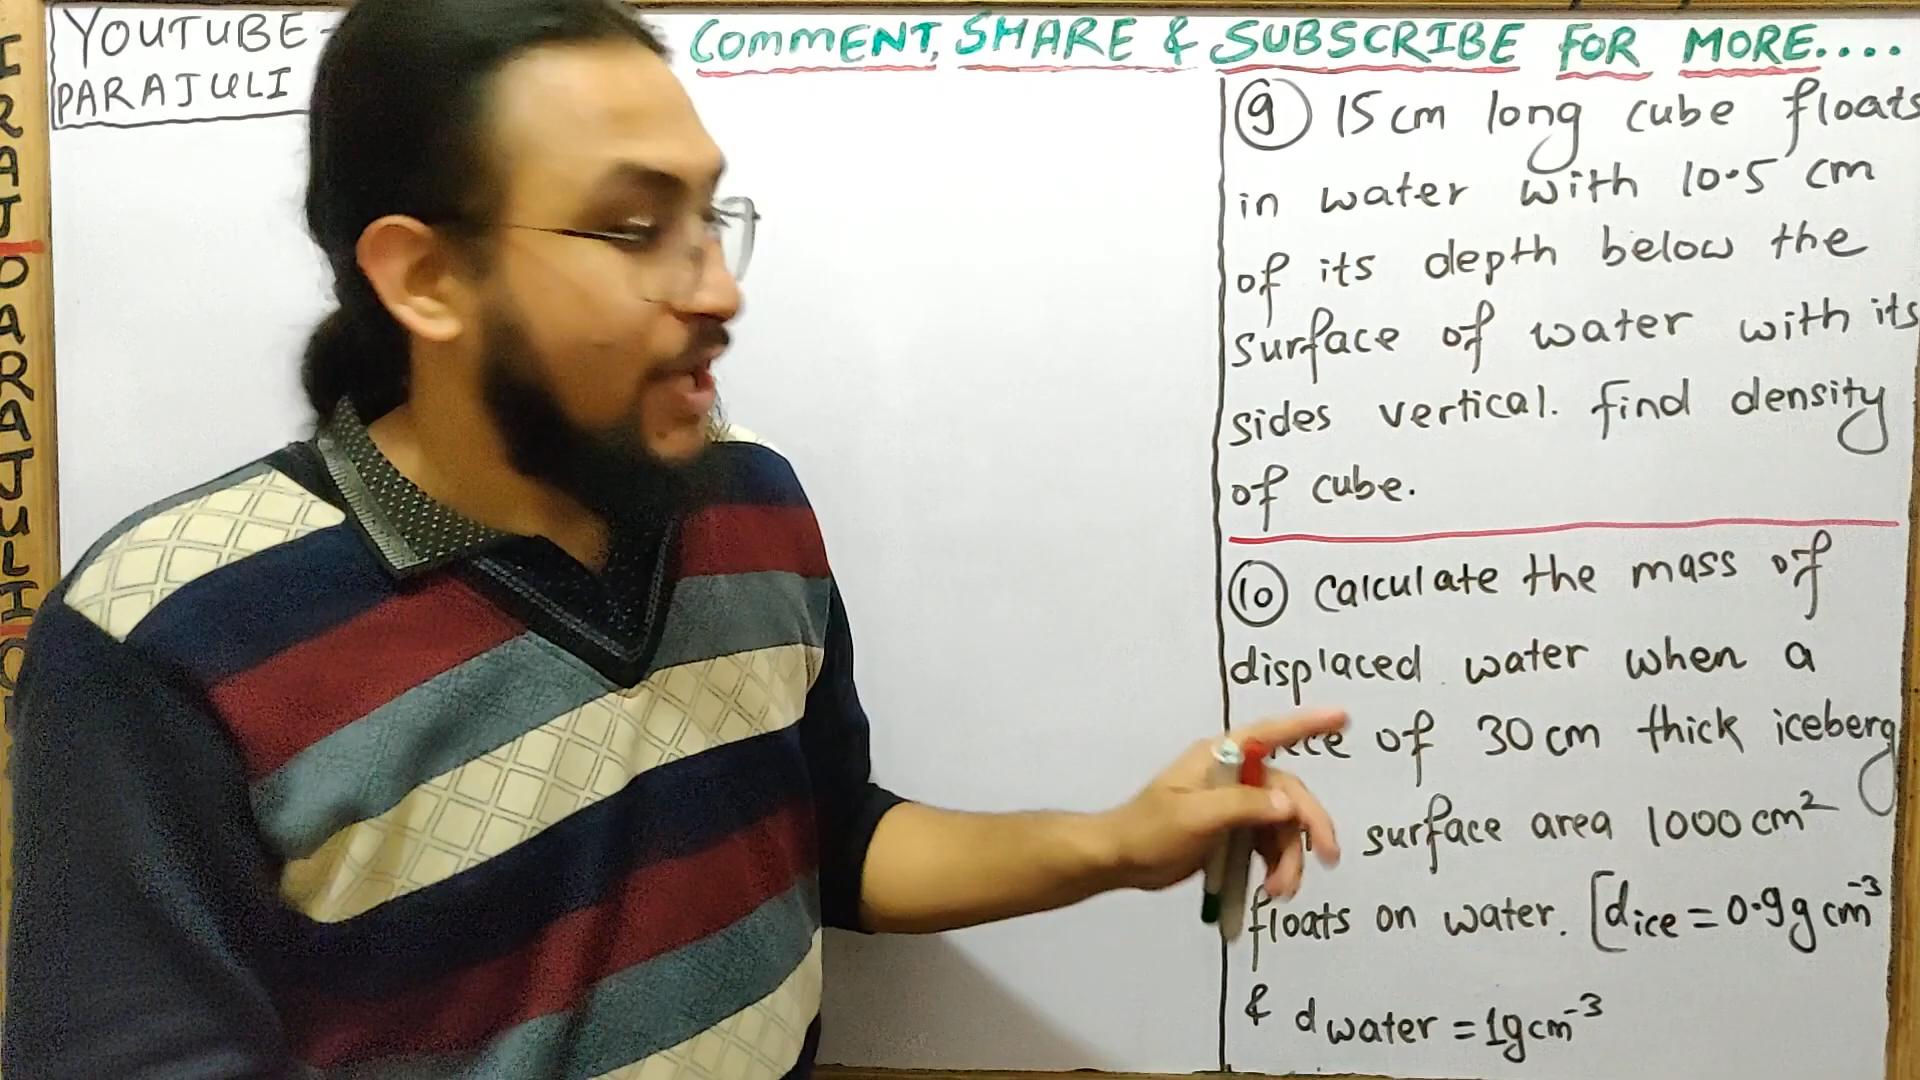 YOUTUBE-
PARAJULI
COMMENT, SHARE & SUBSCRIBE FOR MORE....
⑨ 15 cm long cube floats
in water with 10.5 cm
of its depth below the
surface of water with its
sides vertical. Find density
of cube.
⑩ Calculate the mass of
displaced water when a
of 30 cm thick iceberg
surface area 1000 cm²
floats on water. [dice = 0.9 g cm⁻³
& dwater = 1g cm⁻³